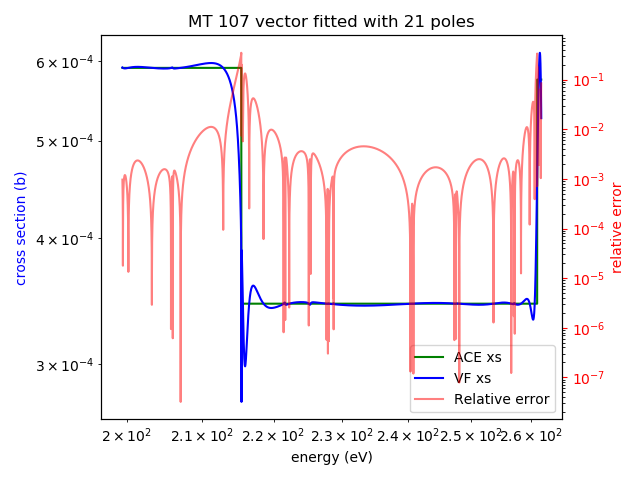 MT 107 vector fitted with 21 poles
6 × 10⁻⁴
5 × 10⁻⁴
4 × 10⁻⁴
3 × 10⁻⁴
cross section (b)
10⁻¹
10⁻²
10⁻³
10⁻⁴
10⁻⁵
10⁻⁶
10⁻⁷
relative error
ACE xs
VF xs
Relative error
2 × 10² 2.1 × 10² 2.2 × 10² 2.3 × 10² 2.4 × 10² 2.5 × 10² 2.6 × 10²
energy (eV)